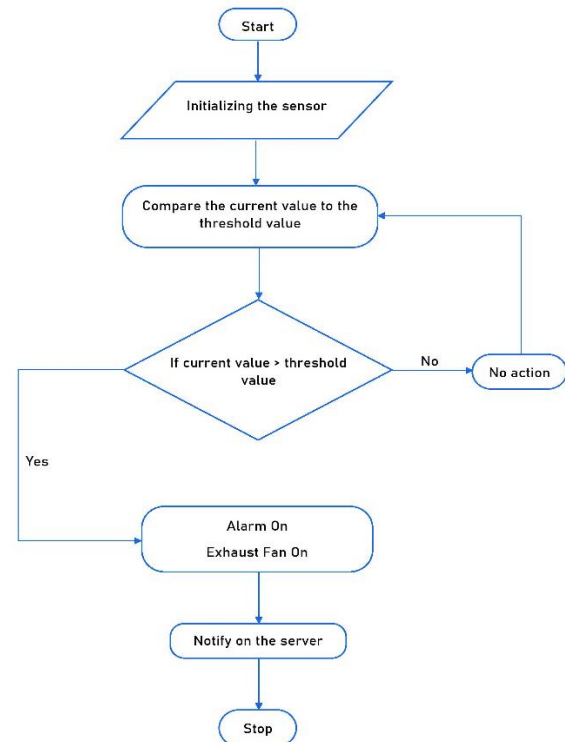 Start
Initializing the sensor
Compare the current value to the
threshold value
If current value > threshold
value
No
No action
Yes
Alarm On
Exhaust Fan On
Notify on the server
Stop